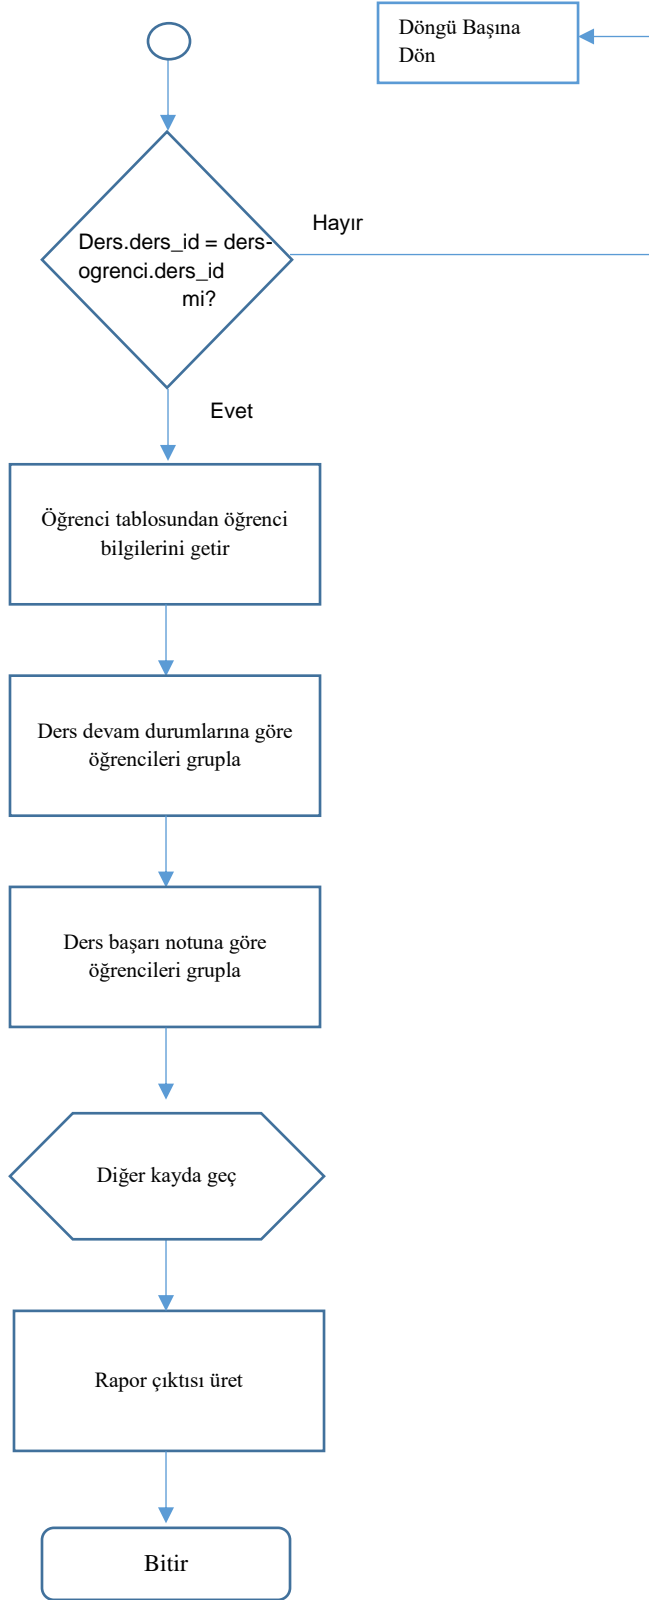 Döngü Başına
Dön
Hayır
Ders.ders_id = ders-
ogrenci.ders_id
mi?
Evet
Öğrenci tablosundan öğrenci
bilgilerini getir
Ders devam durumlarına göre
öğrencileri grupla
Ders başarı notuna göre
öğrencileri grupla
Diğer kayda geç
Rapor çıktısı üret
Bitir